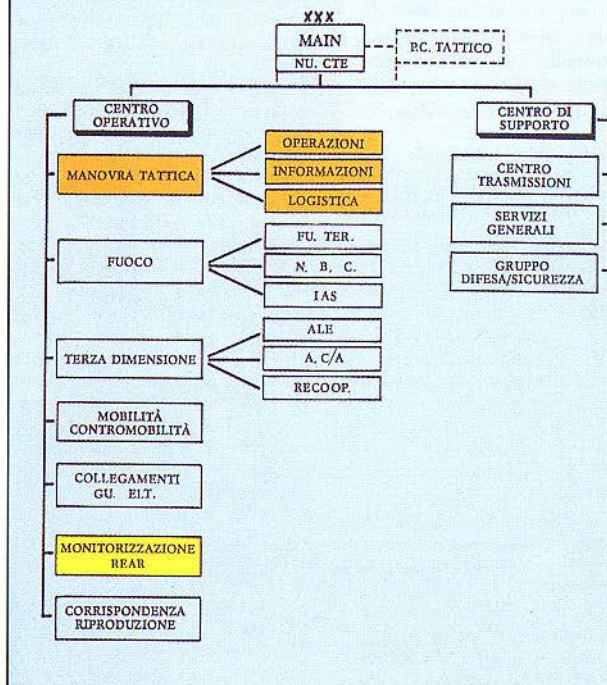 XXX
MAIN
NU. CTE
P.C. TATTICO
CENTRO
OPERATIVO
MANOVRA TATTICA
OPERAZIONI
INFORMAZIONI
LOGISTICA
FUOCO
FU. TER.
N. B. C.
IAS
TERZA DIMENSIONE
ALE
A. C/A
RECOOP.
MOBILITÀ
CONTROMOBILITÀ
COLLEGAMENTI
GU. ELT.
MONITORIZZAZIONE
REAR
CORRISPONDENZA
RIPRODUZIONE
CENTRO DI
SUPPORTO
CENTRO
TRASMISSIONI
SERVIZI
GENERALI
GRUPPO
DIFESA/SICUREZZA